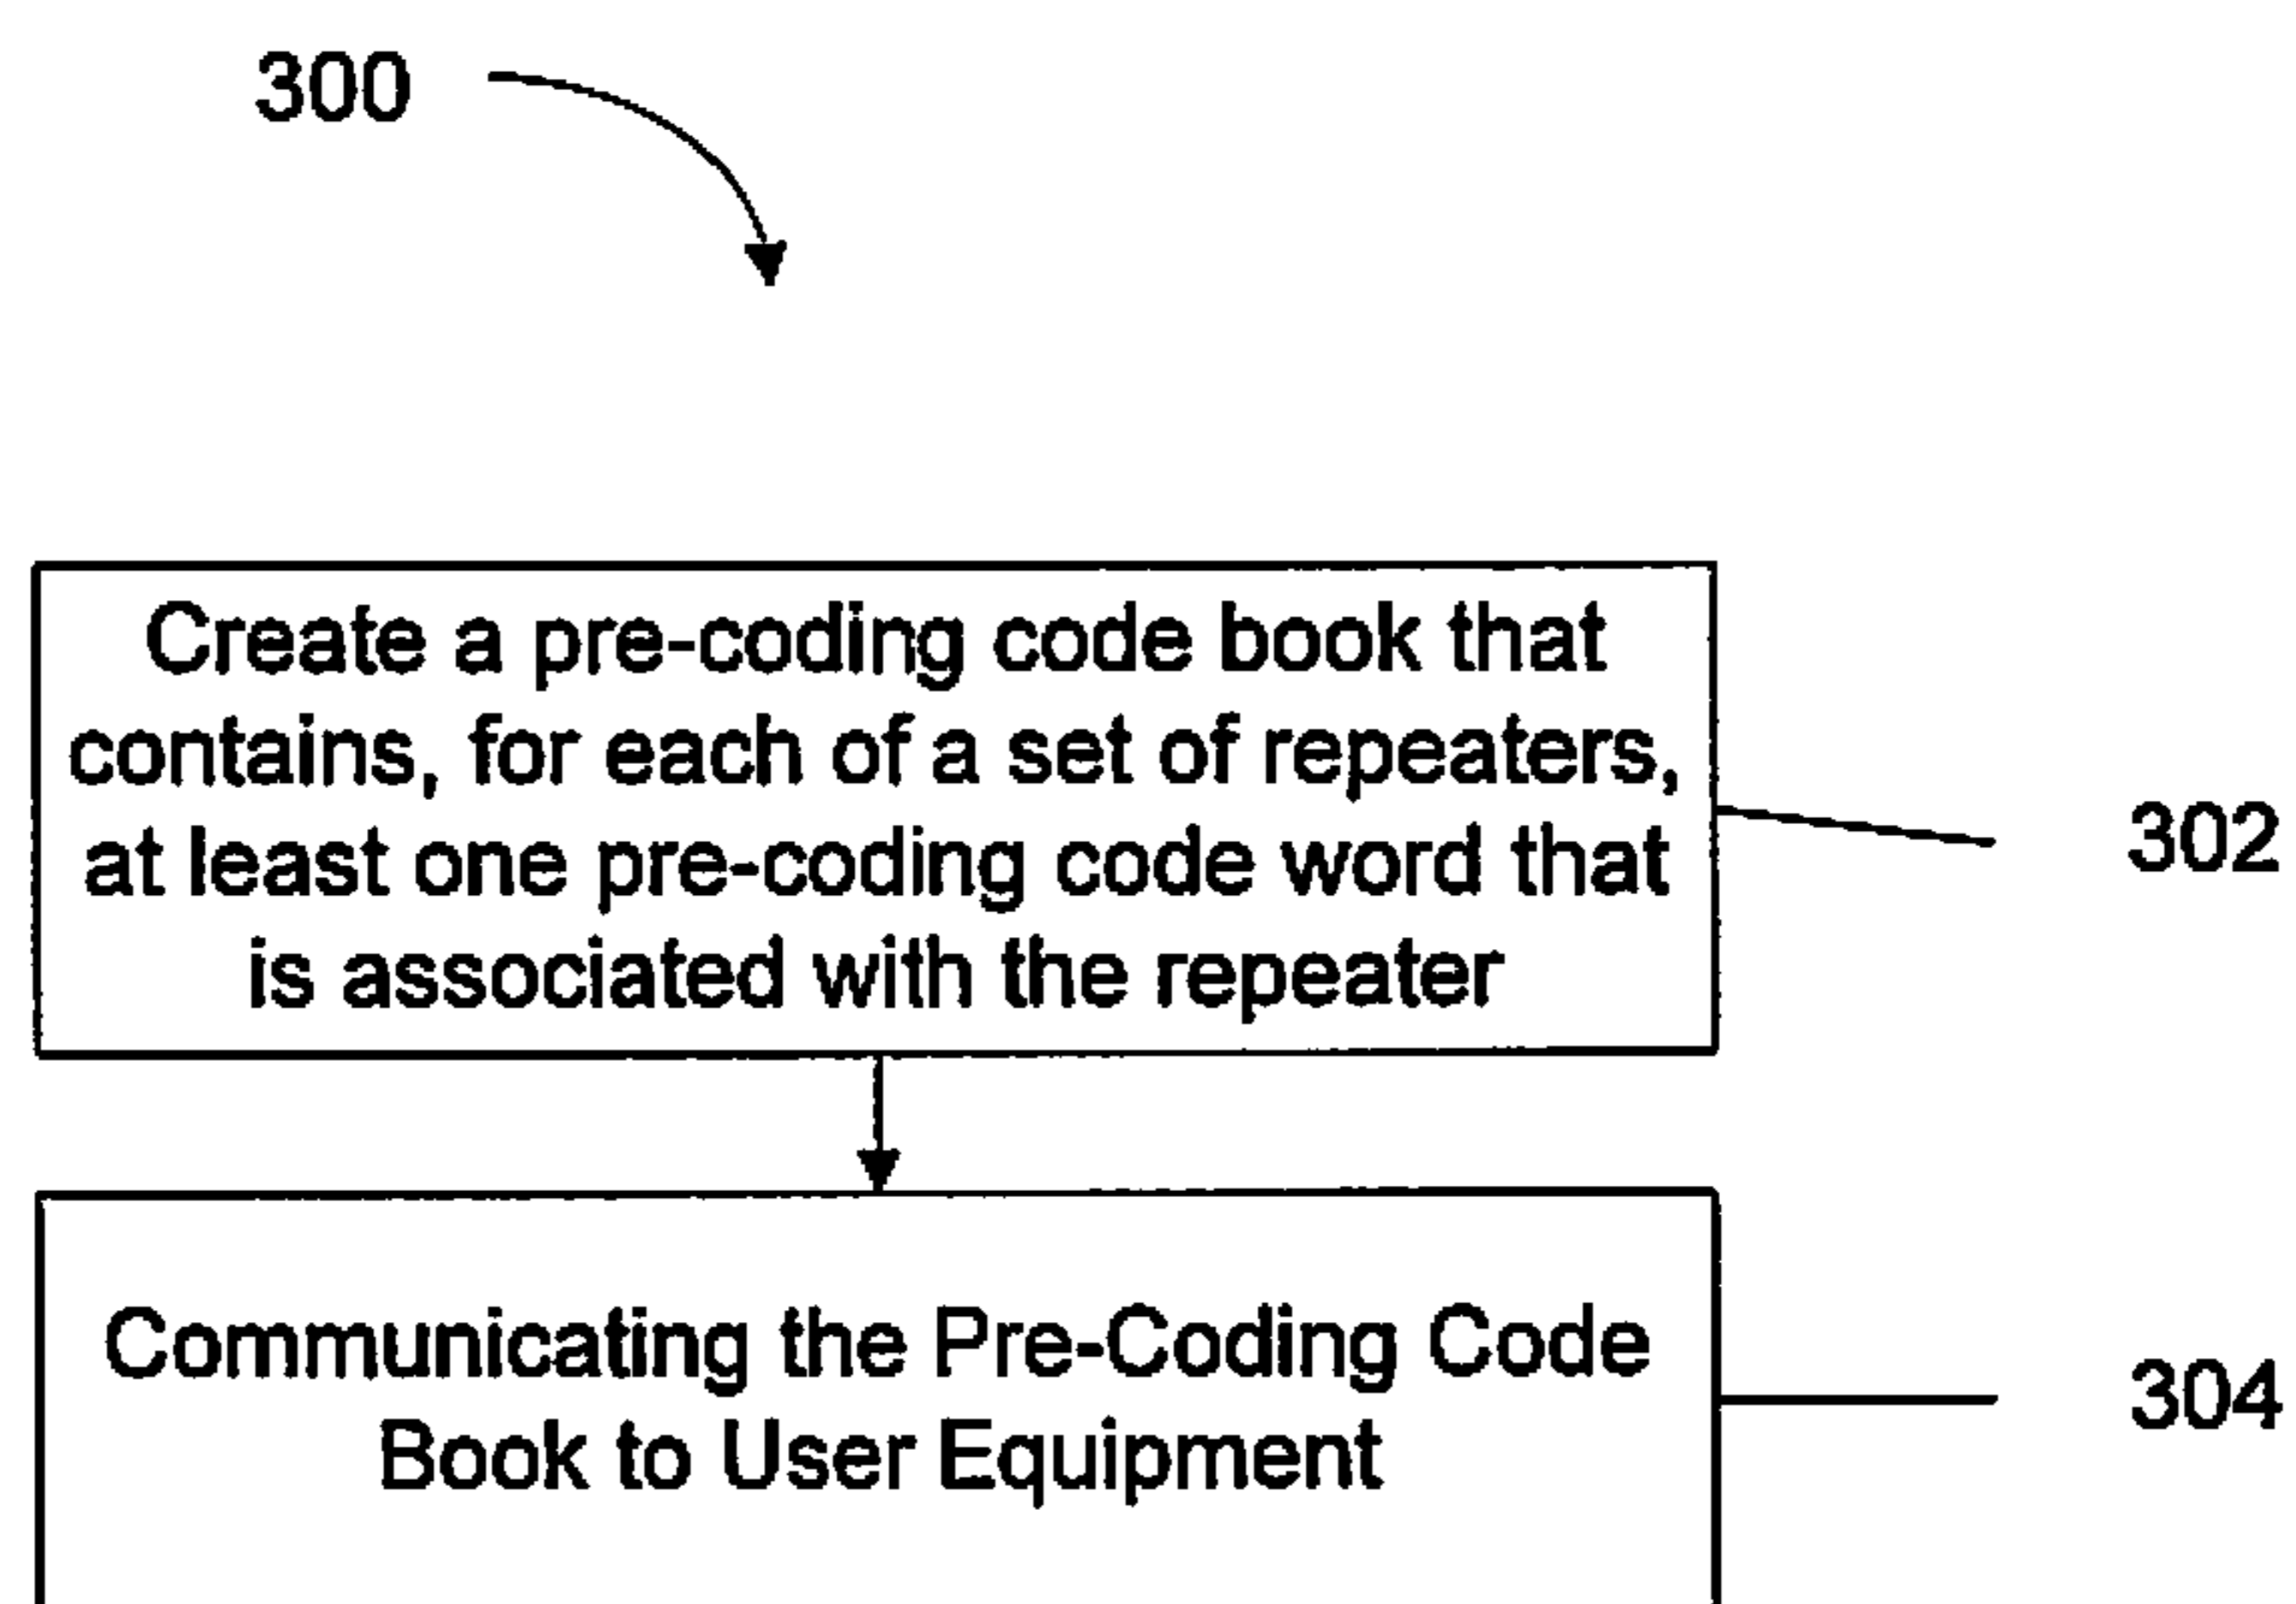 300
Create a pre-coding code book that
contains, for each of a set of repeaters,
at least one pre-coding code word that
is associated with the repeater
302
Communicating the Pre-Coding Code
Book to User Equipment
304